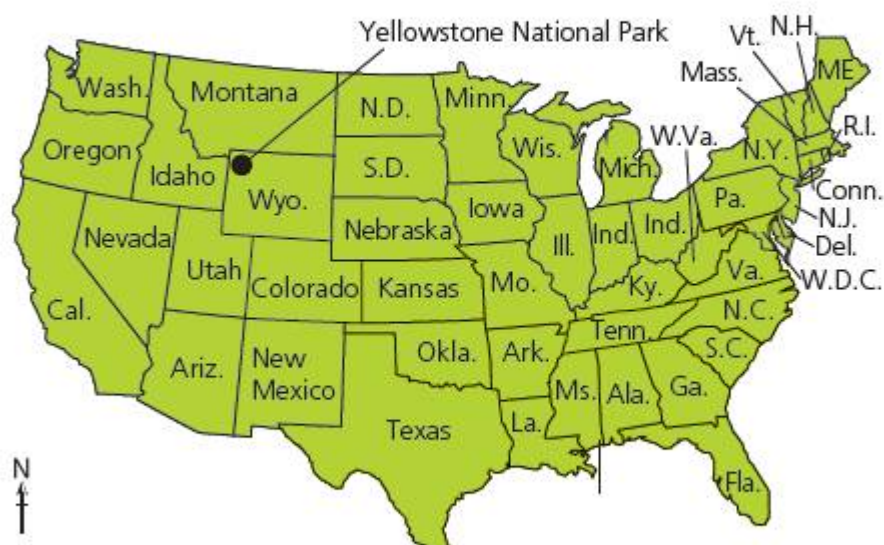 Yellowstone National Park
Vt.
N.H.
Mass.
ME
Wash.
Montana
N.D.
Minn.
R.I.
Oregon
Idaho
Wyo.
S.D.
Wis.
Mich.
W.Va.
N.Y.
Conn.
Pa.
N.J.
Nevada
Nebraska
Iowa
Ill.
Ind.
Ind.
Del.
Utah
Colorado
Kansas
Mo.
Ky.
Va.
W.D.C.
Cal.
N.C.
Tenn.
Ariz.
New
Mexico
Okla.
Ark.
S.C.
Ms.
Ala.
Ga.
Texas
La.
Fla.
N